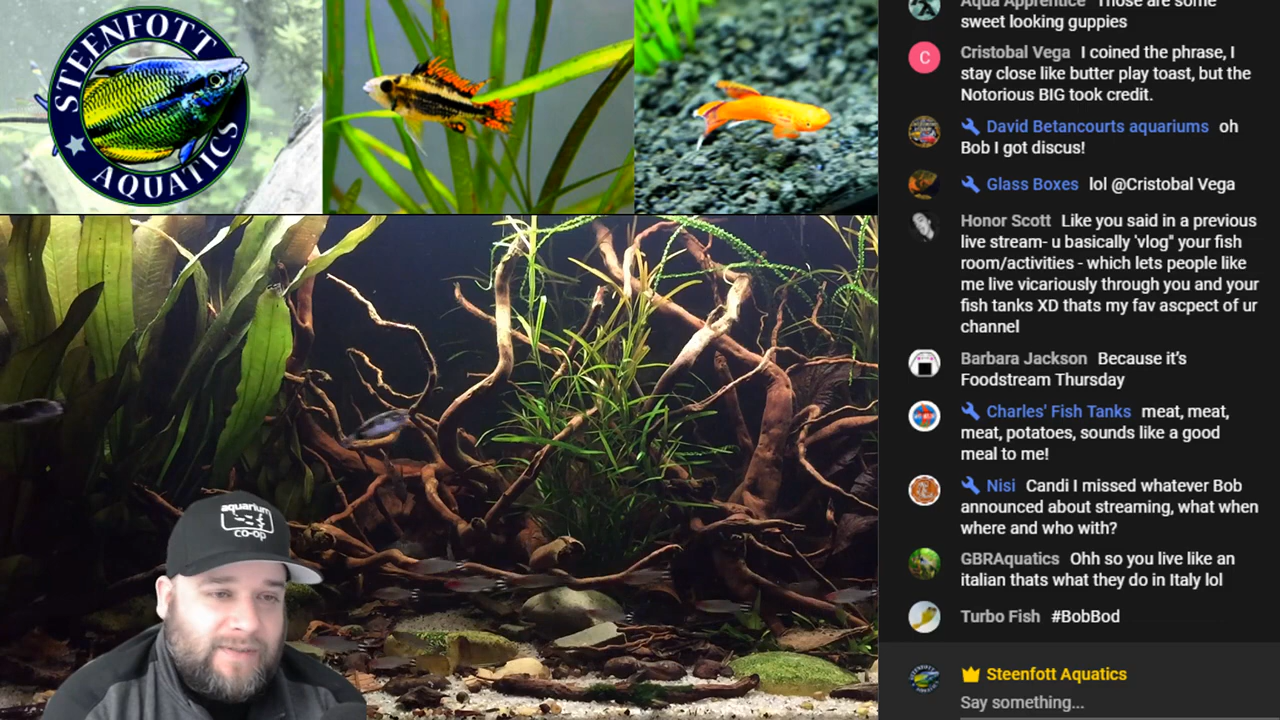 STEENFOTT
AQUATICS
aquarium
co-op
Aqua Apprentice Those are some
sweet looking guppies
C
Cristobal Vega I coined the phrase, I
stay close like butter play toast, but the
Notorious BIG took credit.
David Betancourts aquariums oh
Bob I got discus!
Glass Boxes lol @Cristobal Vega
Honor Scott Like you said in a previous
live stream- u basically 'vlog" your fish
room/activities - which lets people like
me live vicariously through you and your
fish tanks XD thats my fav ascpect of ur
channel
Barbara Jackson Because it's
Foodstream Thursday
Charles' Fish Tanks meat, meat,
meat, potatoes, sounds like a good
meal to me!
Nisi Candi I missed whatever Bob
announced about streaming, what when
where and who with?
GBRAquatics Ohh so you live like an
italian thats what they do in Italy lol
Turbo Fish #BobBod
Steenfott Aquatics
Say something...